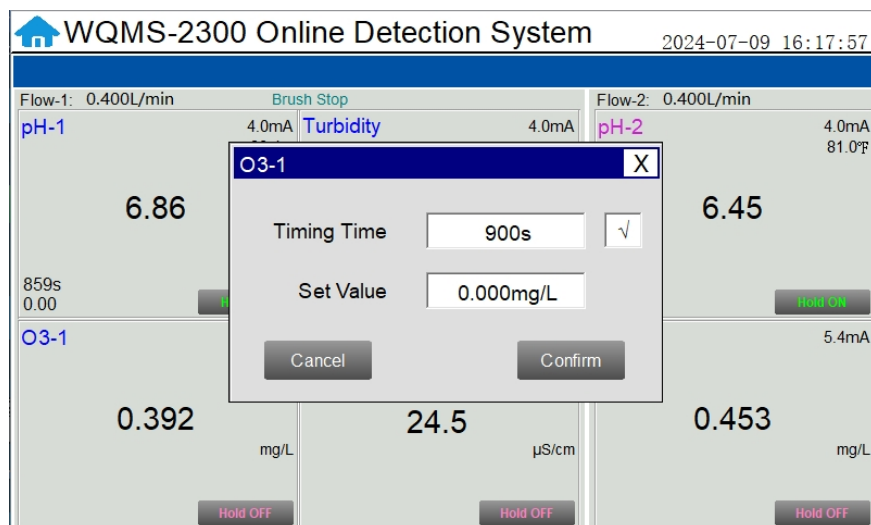 WQMS-2300 Online Detection System
2024-07-09 16:17:57
Flow-1: 0.400L/min
Brush Stop
Flow-2: 0.400L/min
pH-1
4.0mA
Turbidity
4.0mA
pH-2
4.0mA
81.0℉
6.86
6.45
859s
0.00
Hold ON
O3-1
X
Timing Time
900s
√
Set Value
0.000mg/L
Cancel
Confirm
O3-1
5.4mA
0.392
mg/L
24.5
µS/cm
0.453
mg/L
Hold OFF
Hold OFF
Hold OFF